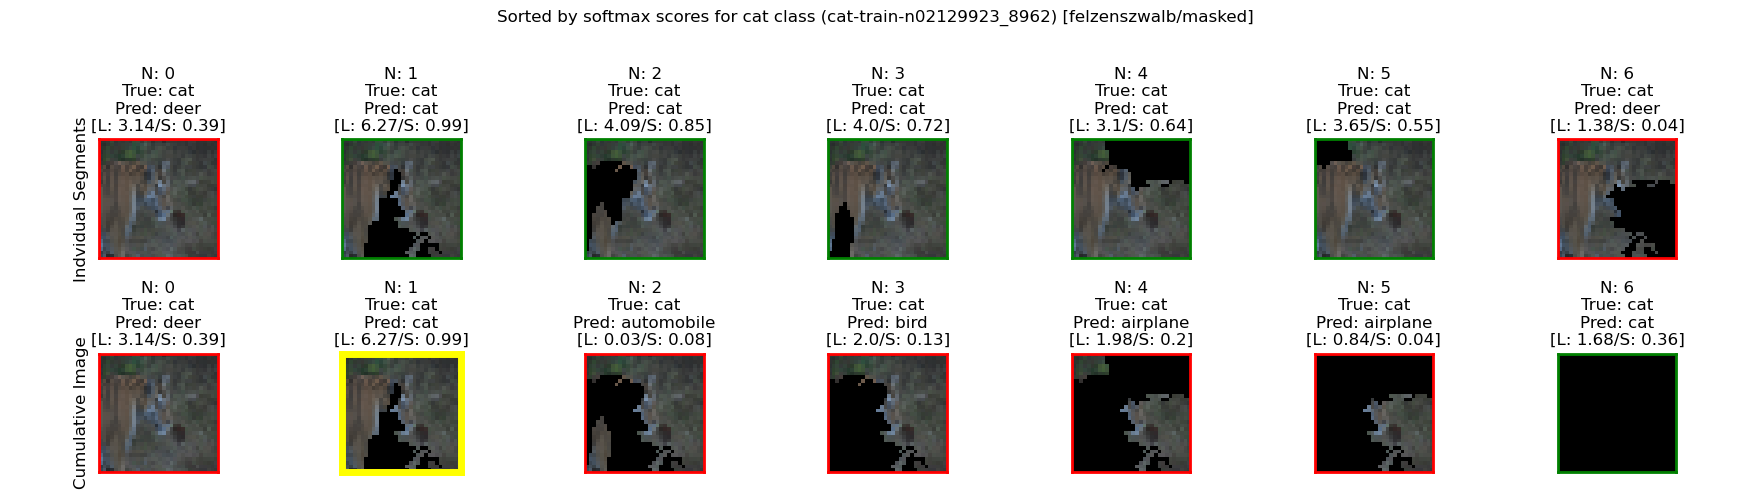 Sorted by softmax scores for cat class (cat-train-n02129923_8962) [felzenszwalb/masked]
Indvidual Segments
N: 0
True: cat
Pred: deer
[L: 3.14/S: 0.39]
N: 1
True: cat
Pred: cat
[L: 6.27/S: 0.99]
N: 2
True: cat
Pred: cat
[L: 4.09/S: 0.85]
N: 3
True: cat
Pred: cat
[L: 4.0/S: 0.72]
N: 4
True: cat
Pred: cat
[L: 3.1/S: 0.64]
N: 5
True: cat
Pred: cat
[L: 3.65/S: 0.55]
N: 6
True: cat
Pred: deer
[L: 1.38/S: 0.04]
Cumulative Image
N: 0
True: cat
Pred: deer
[L: 3.14/S: 0.39]
N: 1
True: cat
Pred: cat
[L: 6.27/S: 0.99]
N: 2
True: cat
Pred: automobile
[L: 0.03/S: 0.08]
N: 3
True: cat
Pred: bird
[L: 2.0/S: 0.13]
N: 4
True: cat
Pred: airplane
[L: 1.98/S: 0.2]
N: 5
True: cat
Pred: airplane
[L: 0.84/S: 0.04]
N: 6
True: cat
Pred: cat
[L: 1.68/S: 0.36]